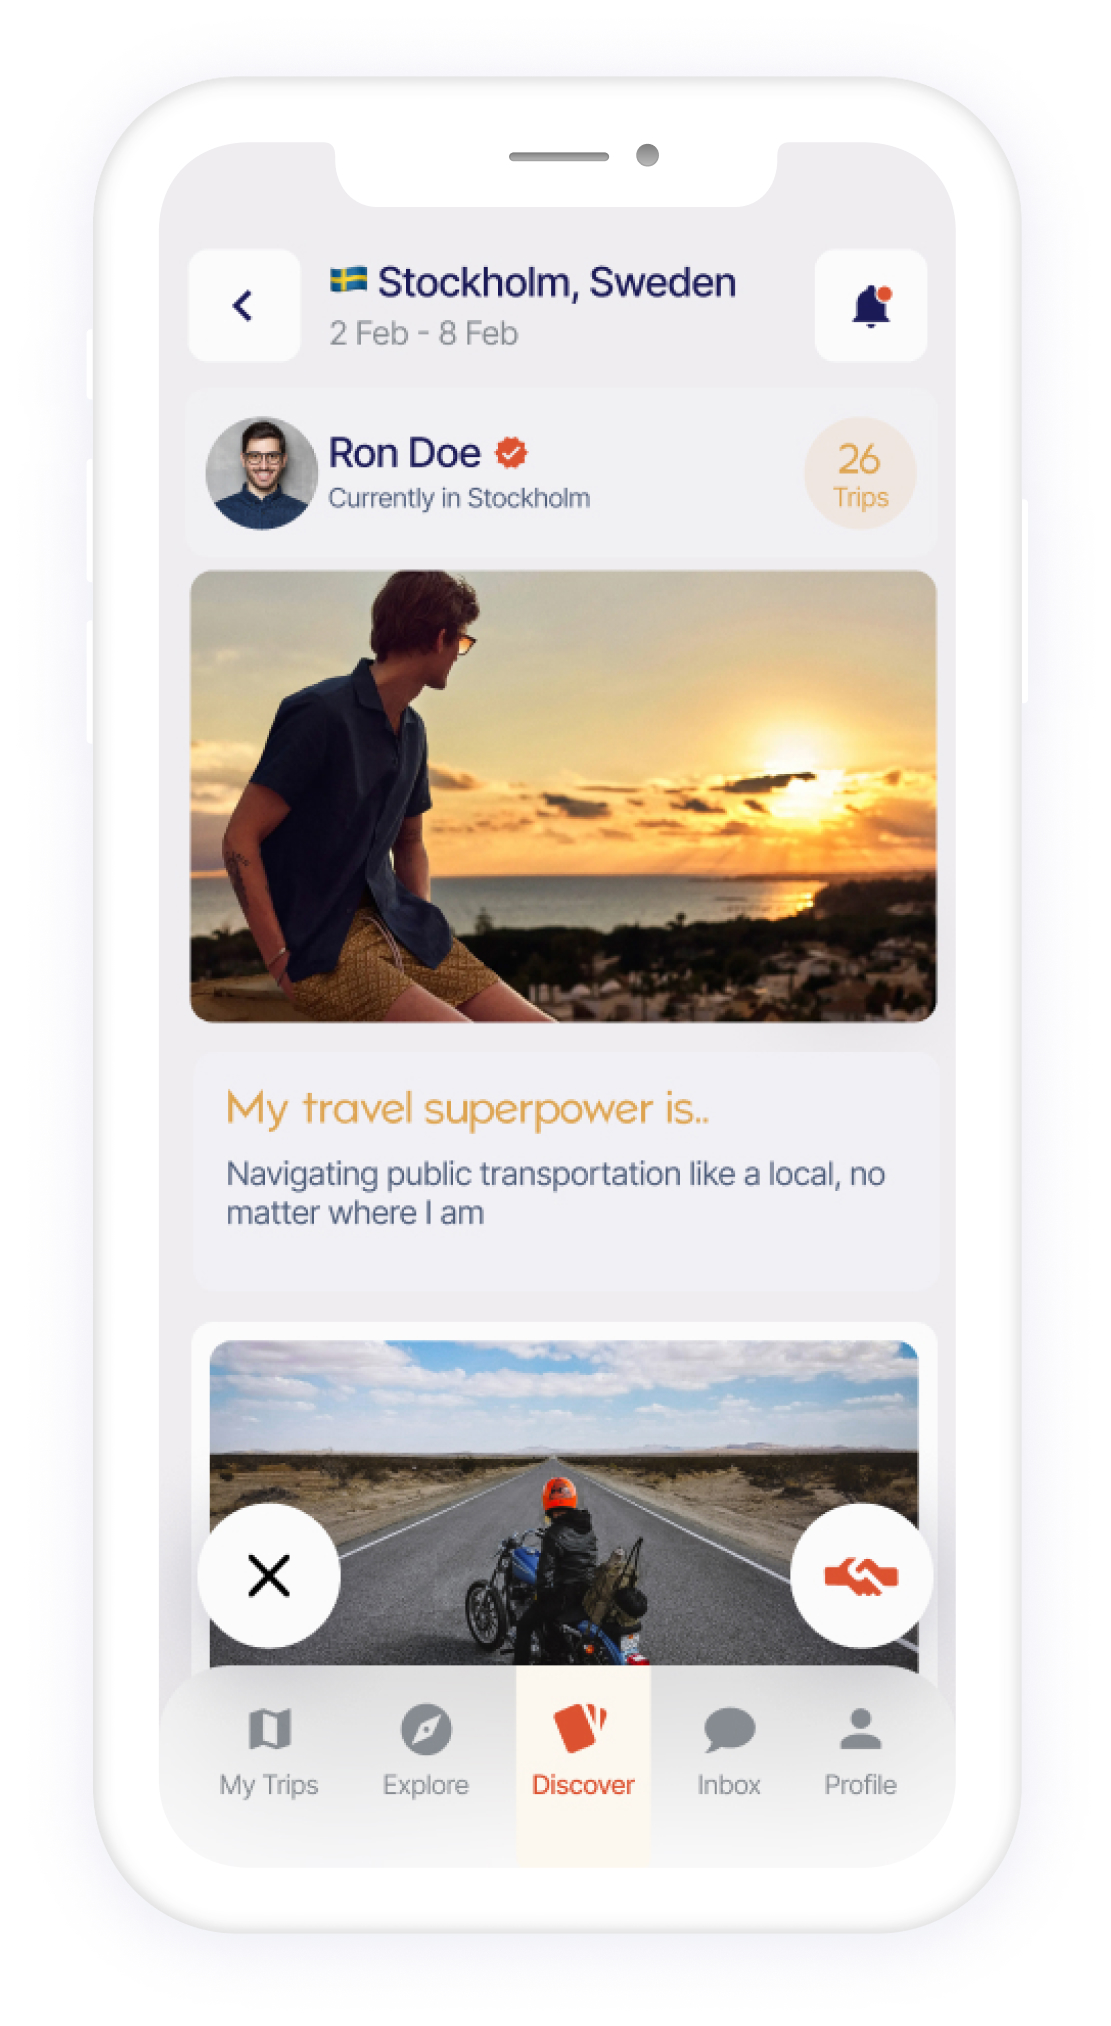 Stockholm, Sweden
2 Feb - 8 Feb
Ron Doe
Currently in Stockholm
26
Trips
My travel superpower is..
Navigating public transportation like a local, no
matter where I am
My Trips
Explore
Discover
Inbox
Profile